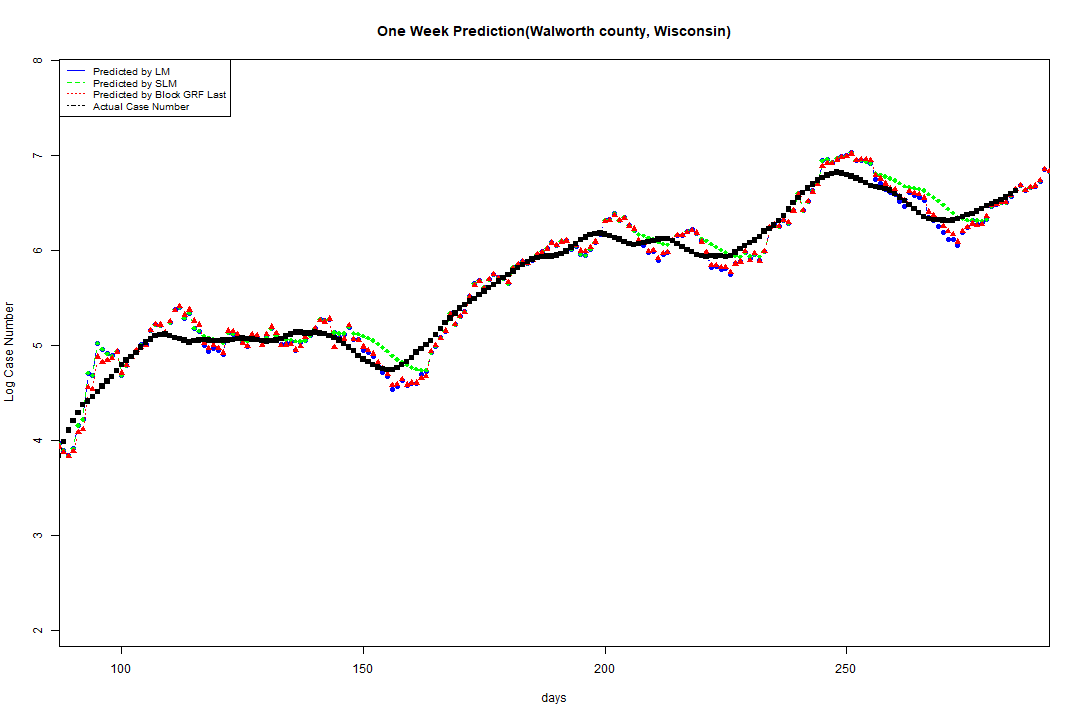 One Week Prediction(Walworth county, Wisconsin)
Predicted by LM
Predicted by SLM
Predicted by Block GRF Last
Actual Case Number
8
7
6
5
4
3
2
Log Case Number
100 150 200 250
days